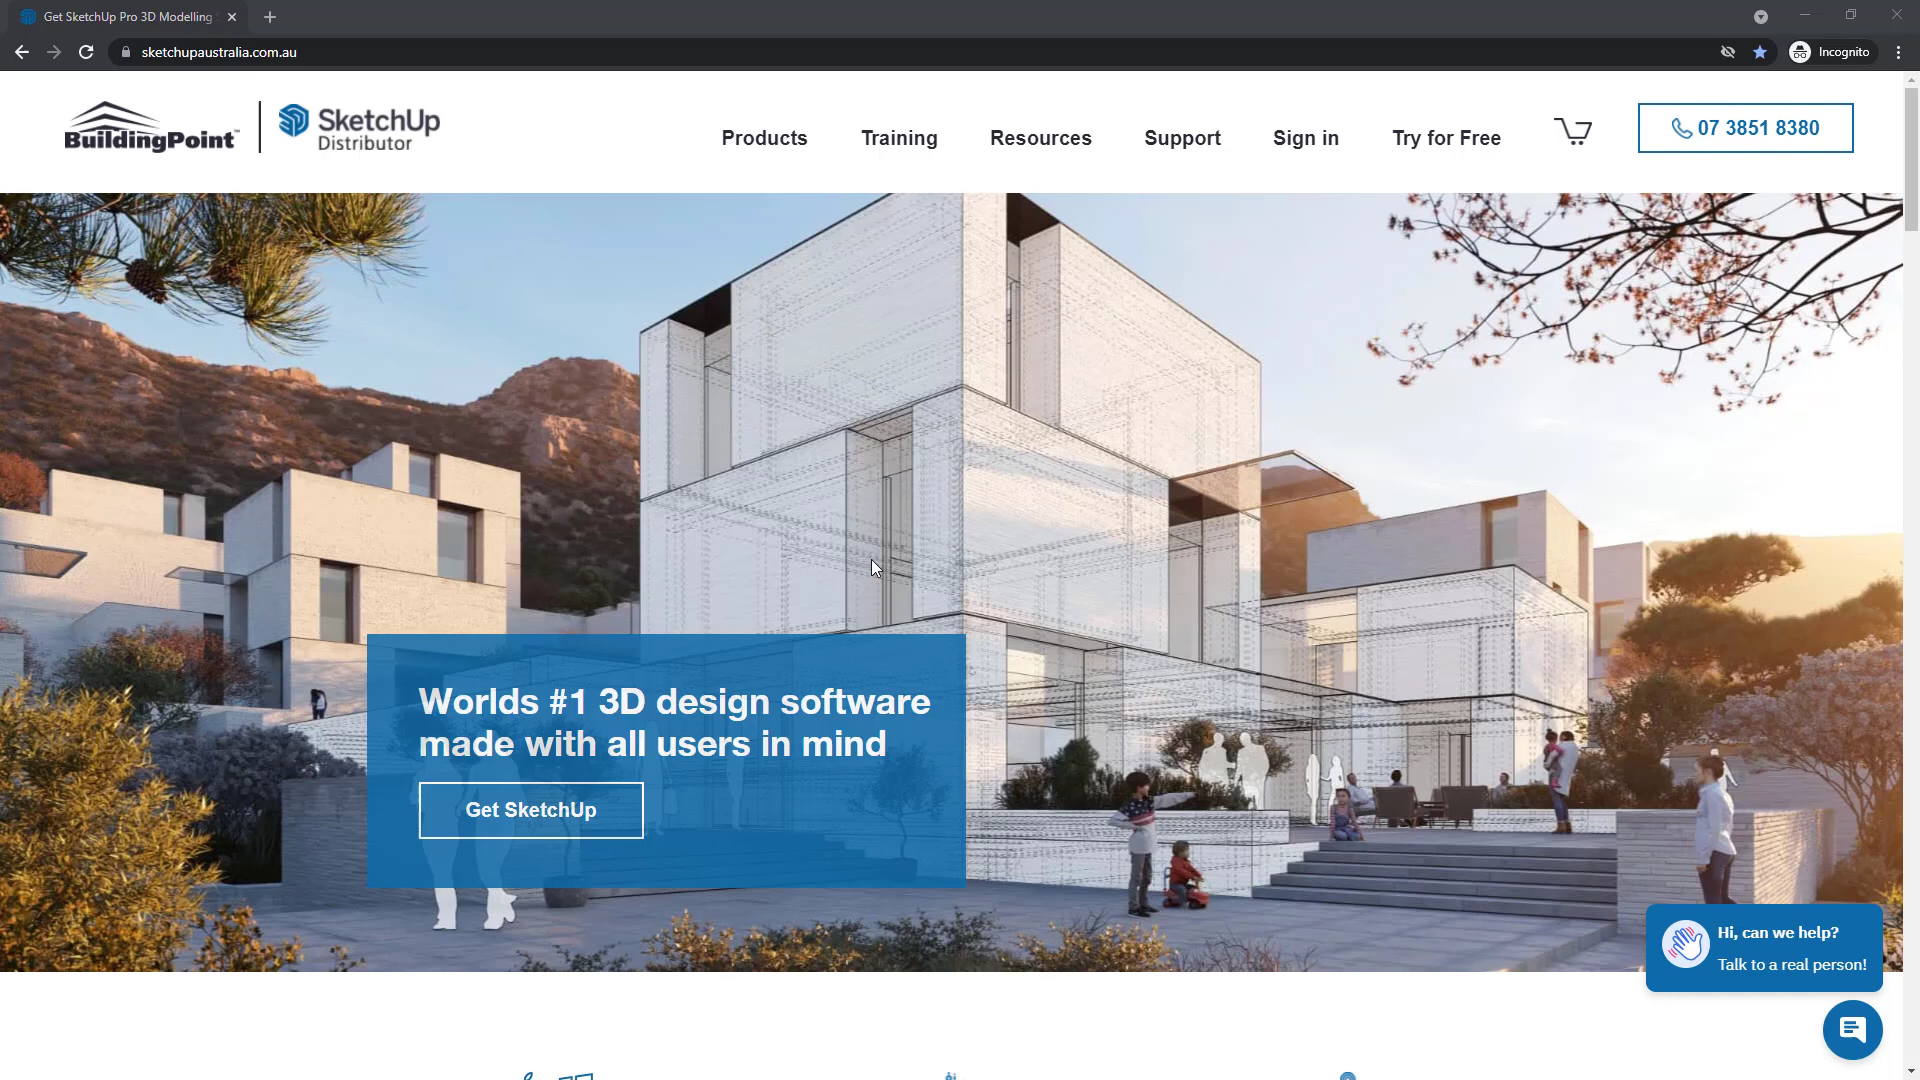 Get SketchUp Pro 3D Modelling
sketchupaustralia.com.au
Incognito
BuildingPoint™
SketchUp
Distributor
Products
Training
Resources
Support
Sign in
Try for Free
07 3851 8380
Worlds #1 3D design software
made with all users in mind
Get SketchUp
Hi, can we help?
Talk to a real person!